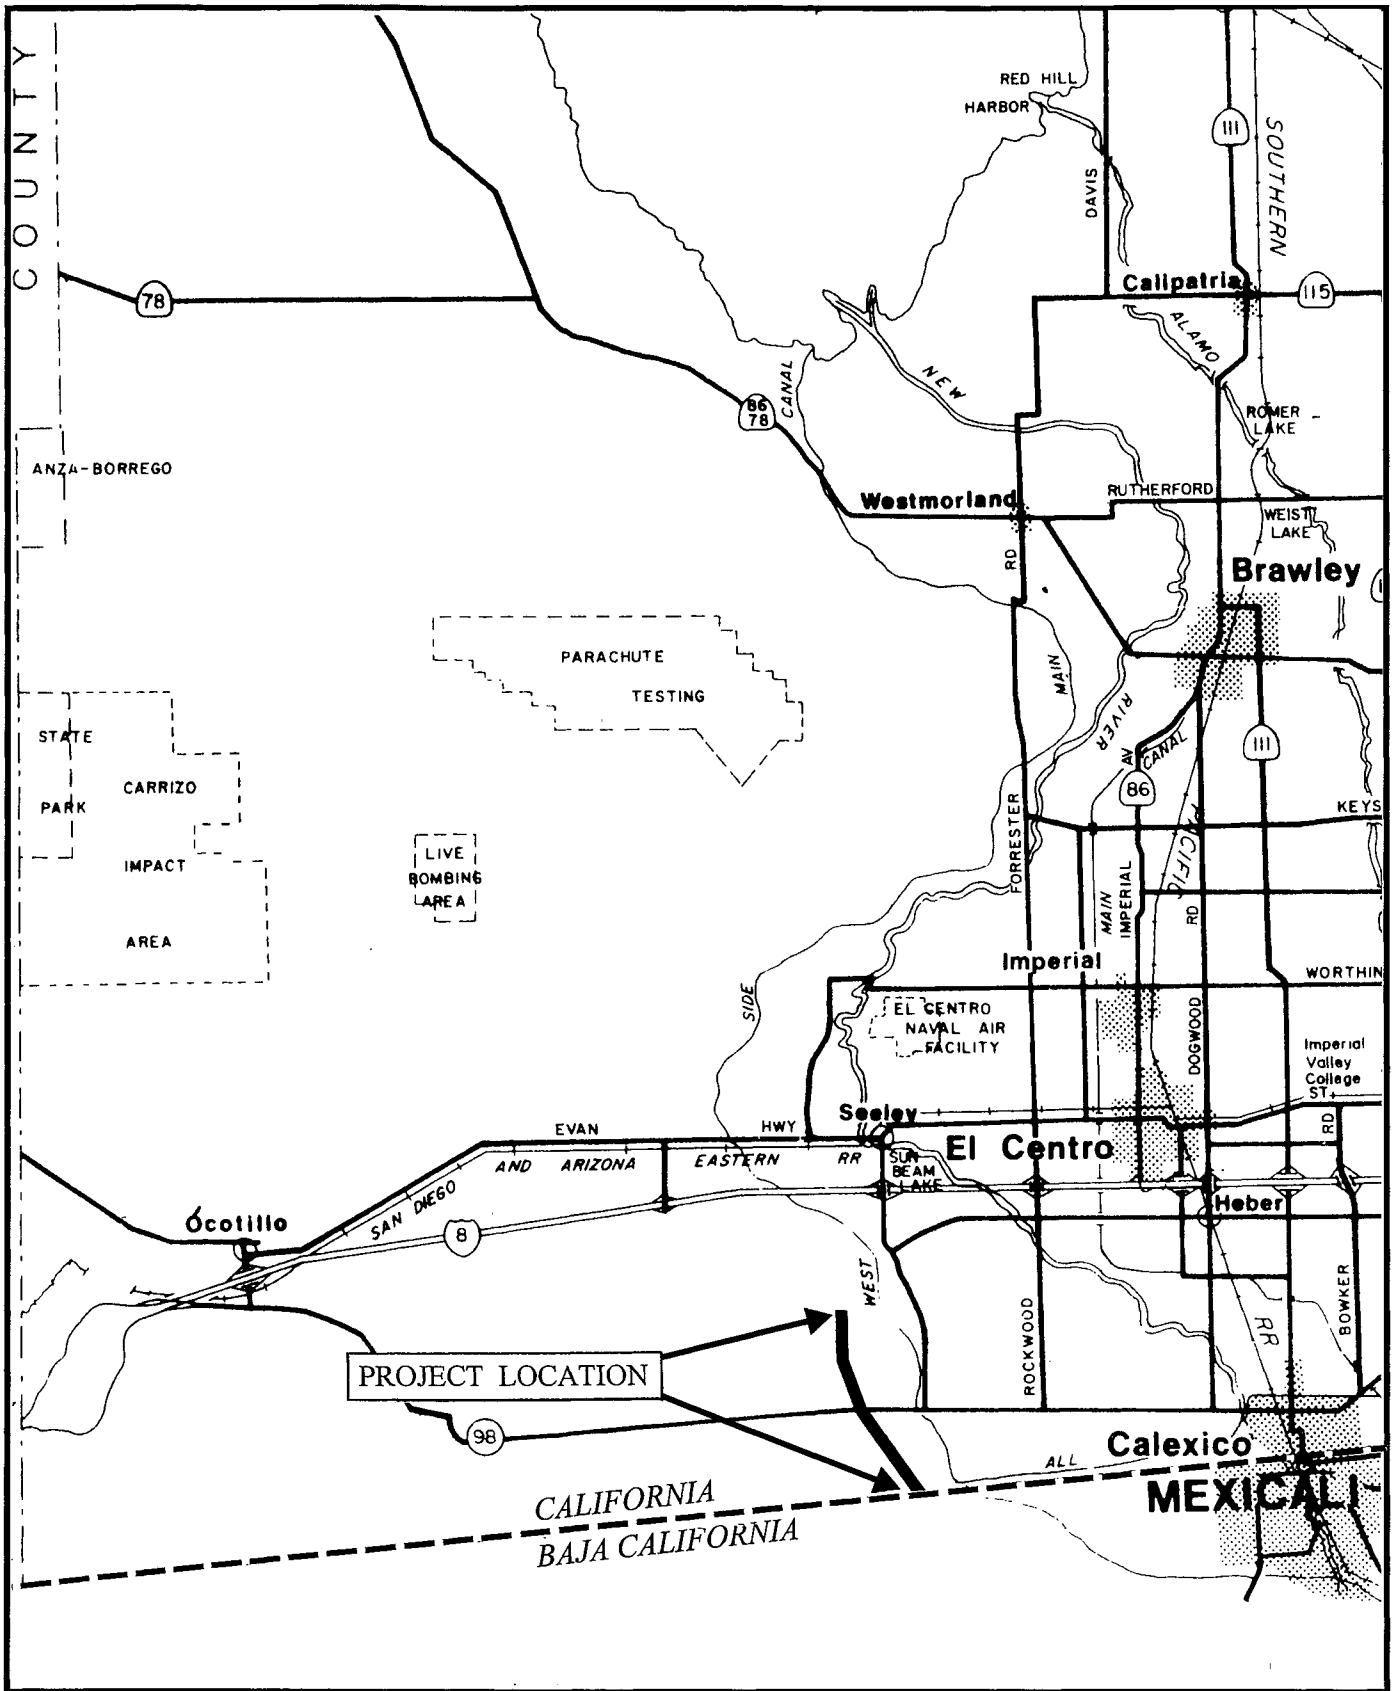 COUNTY
RED HILL
HARBOR
111
SOUTHERN
DAVIS
78
Calipatria
115
ALAMO
NEW
CANAL
86
78
ROMER
LAKE
ANZA-BORREGO
Westmorland
RUTHERFORD
WEIST
LAKE
RD
Brawley
PARACHUTE
TESTING
MAIN
RIVER
STATE
PARK
CARRIZO
IMPACT
AREA
AV
CANAL
111
86
KEYS
PACIFIC
FORRESTER
LIVE
BOMBING
AREA
MAIN
IMPERIAL
RD
Imperial
WORTHIN
SIDE
EL CENTRO
NAVAL AIR
FACILITY
DOGWOOD
Imperial
Valley
College
ST.
RD
Seeley
EVAN
HWY
El Centro
SAN DIEGO
AND ARIZONA
EASTERN
RR
SUN
BEAM
LAKE
Ocotillo
8
Heber
WEST
ROCKWOOD
BOWKER
RR
PROJECT LOCATION
98
Calexico
ALL
MEXICALI
CALIFORNIA
BAJA CALIFORNIA